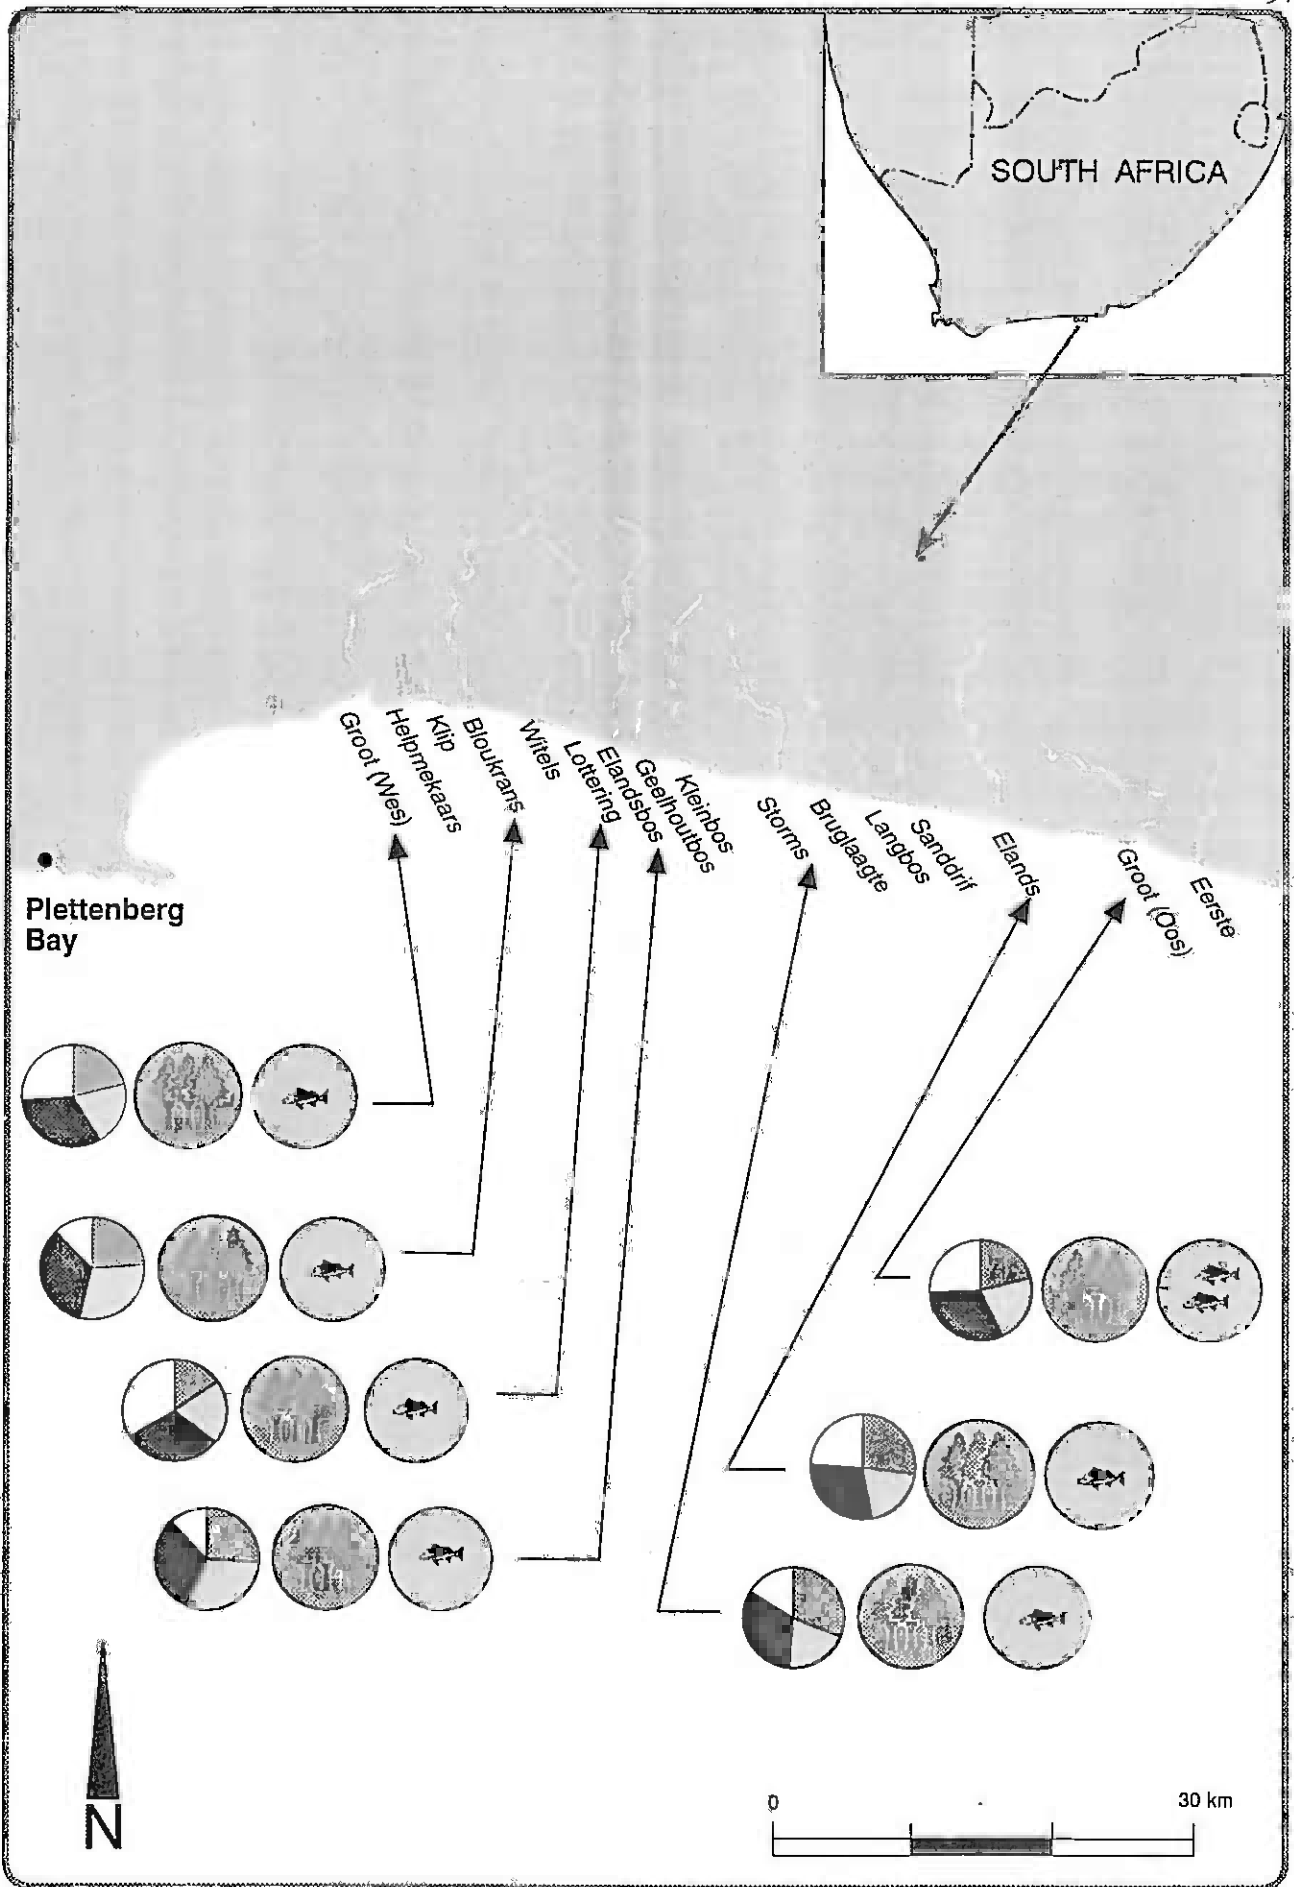 SOUTH AFRICA
Groot (Wes)
Helpmekaars
Klip
Bloukrans
Witels
Lottering
Elandsbos
Geelhoutbos
Kleinbos
Storms
Bruglaagte
Langbos
Sanddrif
Elands
Groot (Oos)
Eerste
Plettenberg
Bay
N
0 30 km